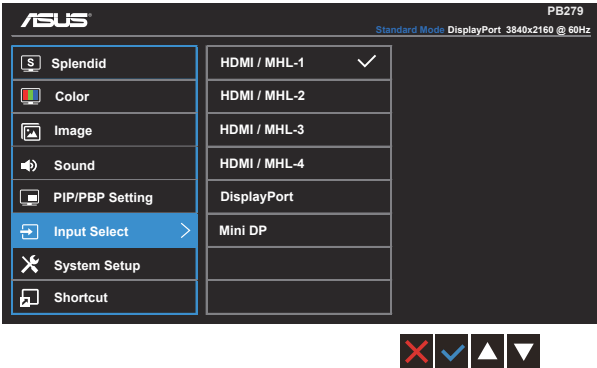 ASUS
PB279
Standard Mode DisplayPort 3840x2160 @ 60Hz
S Splendid
Color
Image
Sound
PIP/PBP Setting
Input Select
System Setup
Shortcut
HDMI / MHL-1
HDMI / MHL-2
HDMI / MHL-3
HDMI / MHL-4
DisplayPort
Mini DP